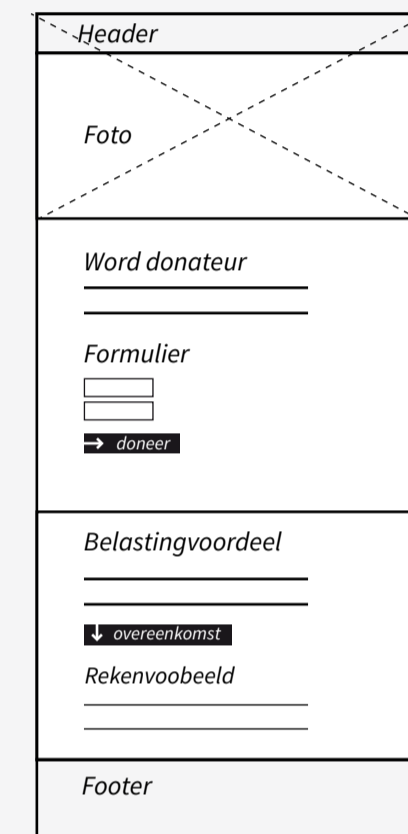 Header
Foto
Word donateur
Formulier
→ doneer
Belastingvoordeel
↓ overeenkomst
Rekenvoobeeld
Footer